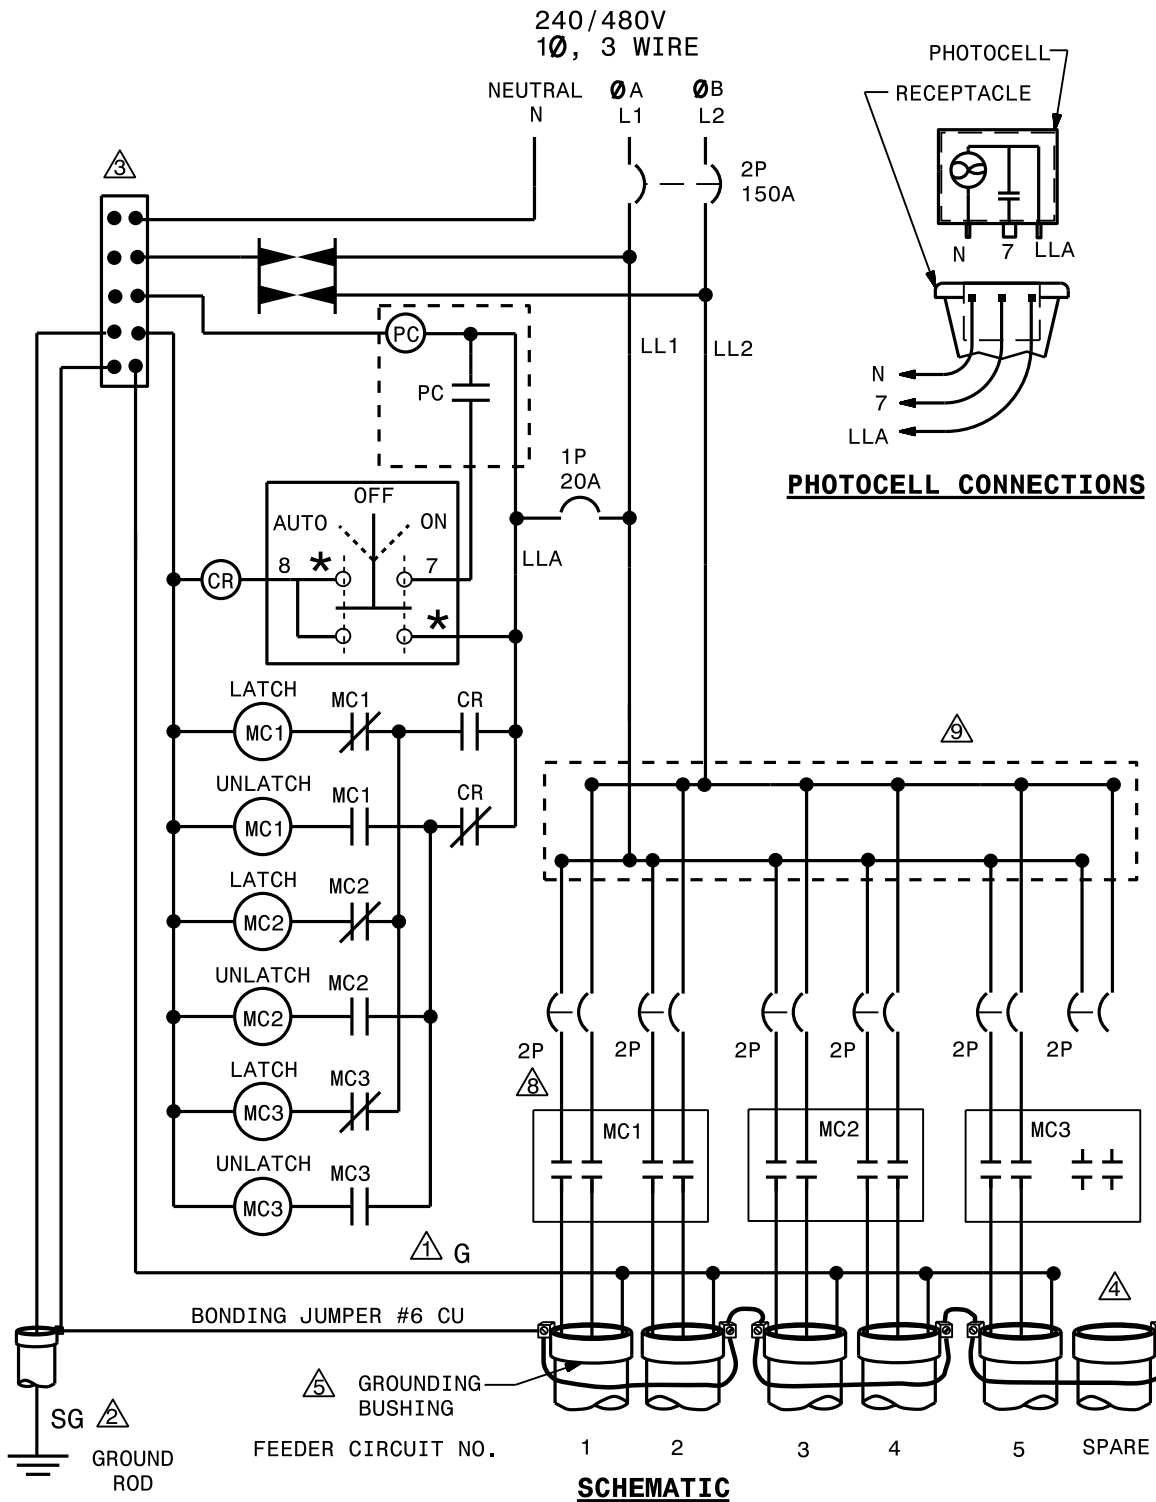 240/480V
1Ø, 3 WIRE
NEUTRAL
N
ØA
L1
ØB
L2
2P
150A
PHOTOCELL
RECEPTACLE
N 7 LLA
N
7
LLA
PHOTOCELL CONNECTIONS
3
PC
PC
LL1
LL2
1P
20A
LLA
OFF
AUTO
ON
8 * 7
*
CR
LATCH
MC1
MC1
CR
UNLATCH
MC1
MC1
CR
LATCH
MC2
MC2
UNLATCH
MC2
MC2
LATCH
MC3
MC3
UNLATCH
MC3
MC3
9
2P 2P 2P 2P 2P 2P
8
MC1 MC2 MC3
1 G
4
BONDING JUMPER #6 CU
5 GROUNDING
BUSHING
SG 2
GROUND
ROD
FEEDER CIRCUIT NO. 1 2 3 4 5 SPARE
SCHEMATIC